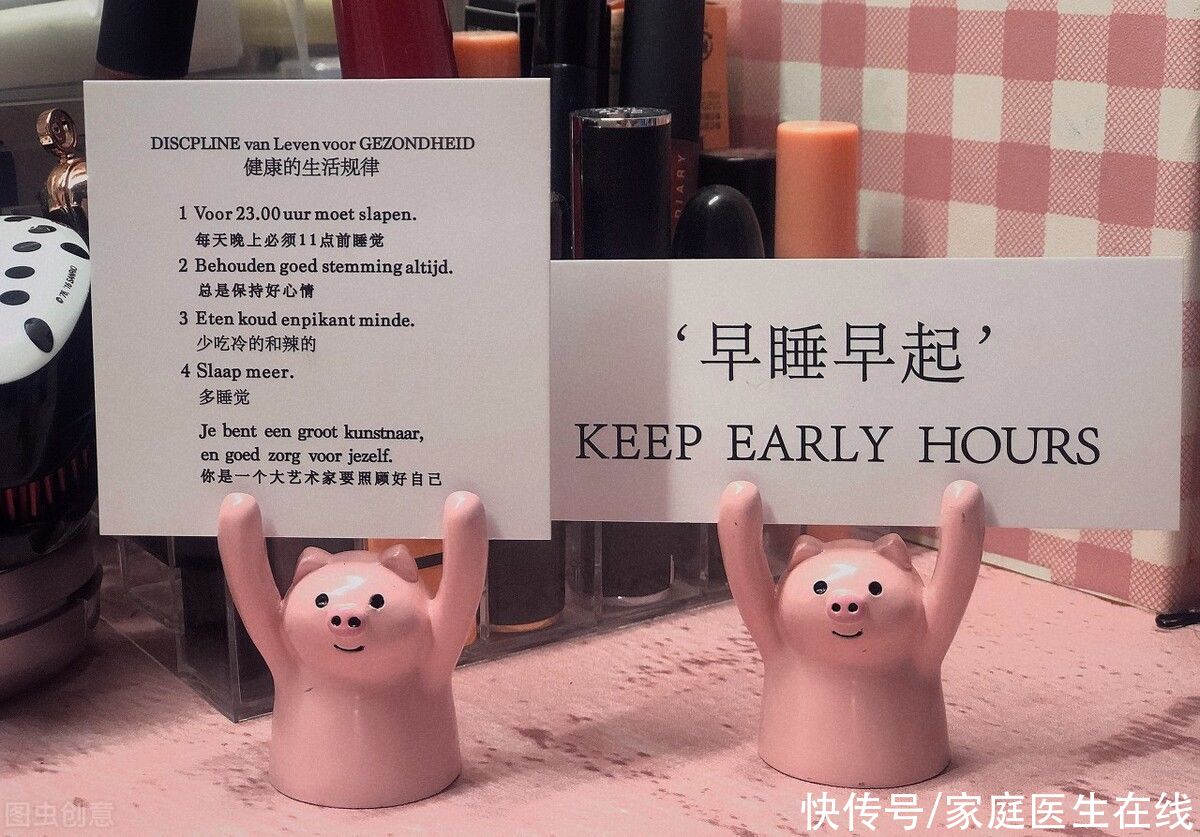 DISCPLINE van Leven voor GEZONDHEID
健康的生活规律
1 Voor 23.00 uur moet slapen.
每天晚上必须11点前睡觉
2 Behouden goed stemming altijd.
总是保持好心情
3 Eten koud enpikant minde.
少吃冷的和辣的
4 Slaap meer.
多睡觉
Je bent een groot kunstnaar,
en goed zorg voor jezelf.
你是一个大艺术家要照顾好自己
‘早睡早起’
KEEP EARLY HOURS
DIARY
图虫创意
快传号/家庭医生在线